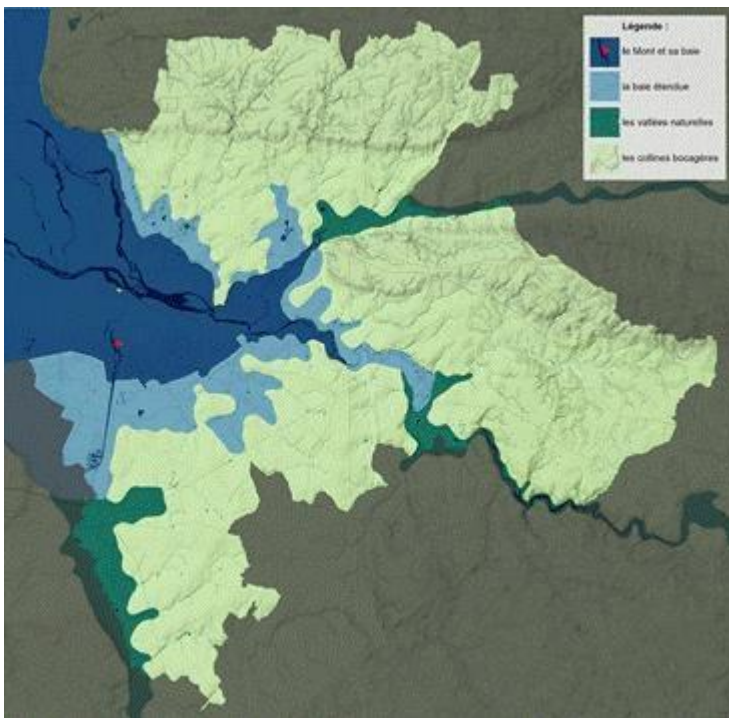 Légende :
le Mont et sa baie
la baie étendue
les vallées naturelles
les collines bocagères